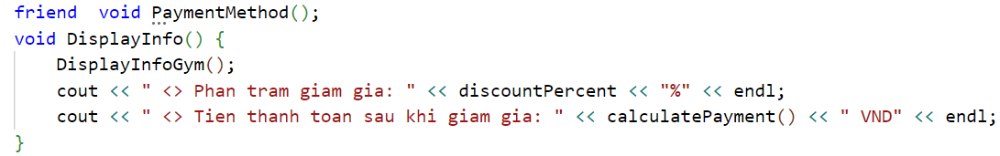 friend  void PaymentMethod();
void DisplayInfo() {
    DisplayInfoGym();
    cout << " <> Phan tram giam gia: " << discountPercent << "%" << endl;
    cout << " <> Tien thanh toan sau khi giam gia: " << calculatePayment() << " VND" << endl;
}